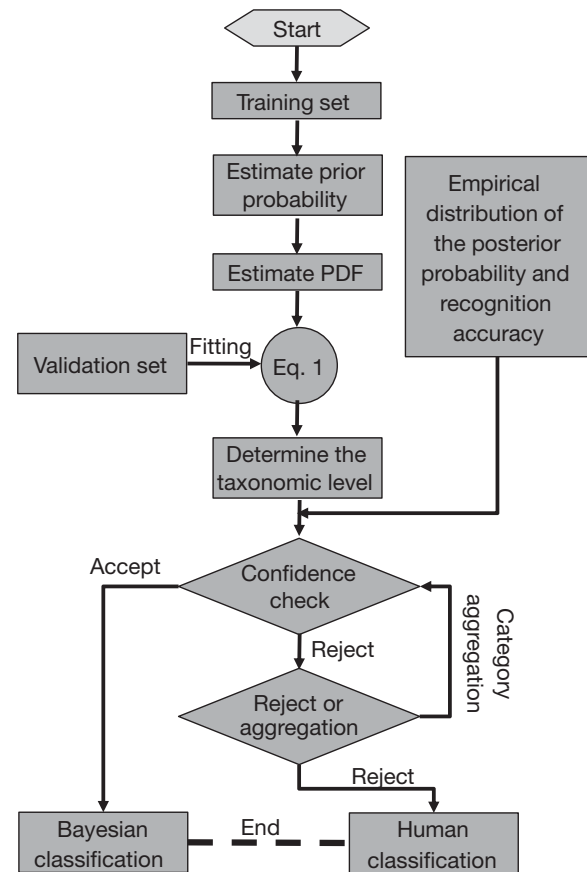 Start
Training set
Estimate prior
probability
Empirical
distribution of
the posterior
probability and
recognition
accuracy
Estimate PDF
Validation set
Fitting
Eq. 1
Determine the
taxonomic level
Accept
Confidence
check
Category
aggregation
Reject
Reject or
aggregation
Reject
Bayesian
classification
End
Human
classification